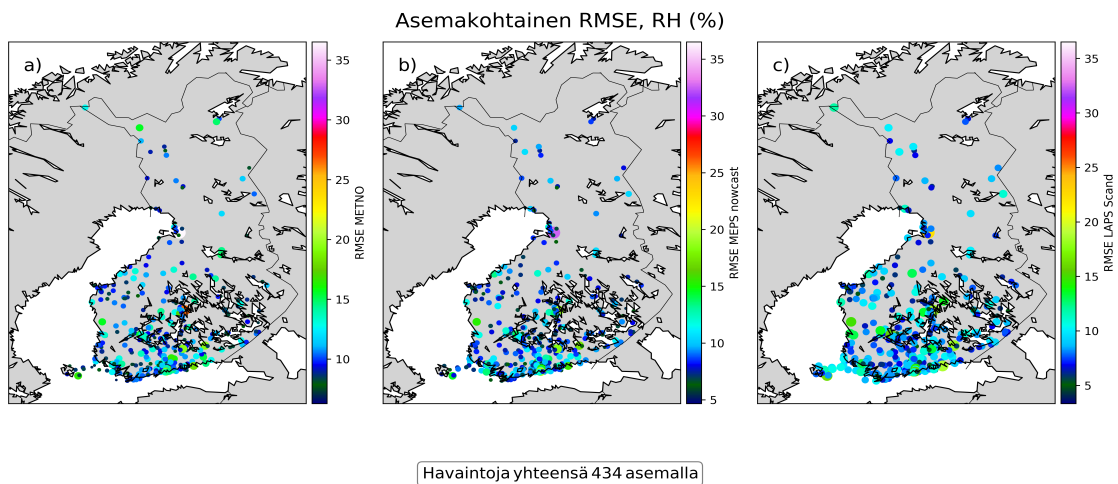 Asemakohtainen RMSE, RH (%)
a)
35
30
25
20
15
10
RMSE METNO
b)
35
30
25
20
15
10
5
RMSE MEPS nowcast
c)
35
30
25
20
15
10
5
RMSE LAPS Scand
Havaintoja yhteensä 434 asemalla